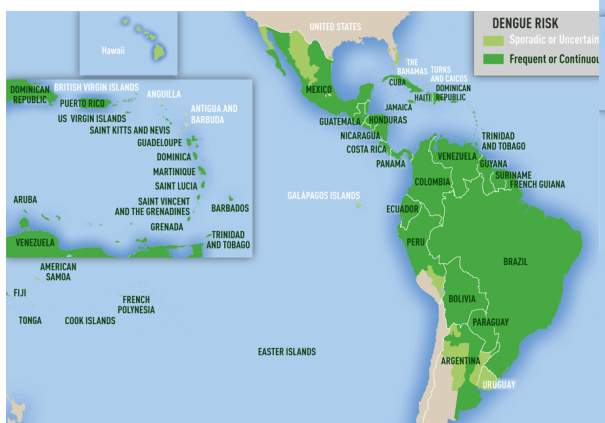 UNITED STATES
DENGUE RISK
Sporadic or Uncertain
Frequent or Continuou
Hawaii
DOMINICAN
REPUBLIC
BRITISH VIRGIN ISLANDS
PUERTO RICO
ANGUILLA
US VIRGIN ISLANDS
ANTIGUA AND
BARBUDA
SAINT KITTS AND NEVIS
GUADELOUPE
DOMINICA
MARTINIQUE
SAINT LUCIA
ARUBA
SAINT VINCENT
AND THE GRENADINES
BARBADOS
GRENADA
VENEZUELA
TRINIDAD
AND TOBAGO
MEXICO
THE
BAHAMAS
TURKS
AND CAICOS
CUBA
HAITI
DOMINICAN
REPUBLIC
JAMAICA
GUATEMALA
HONDURAS
NICARAGUA
COSTA RICA
PANAMA
TRINIDAD
AND TOBAGO
VENEZUELA
GUYANA
SURINAME
FRENCH GUIANA
COLOMBIA
GALÁPAGOS ISLANDS
ECUADOR
PERU
BRAZIL
BOLIVIA
PARAGUAY
ARGENTINA
URUGUAY
AMERICAN
SAMOA
FIJI
FRENCH
POLYNESIA
TONGA
COOK ISLANDS
EASTER ISLANDS